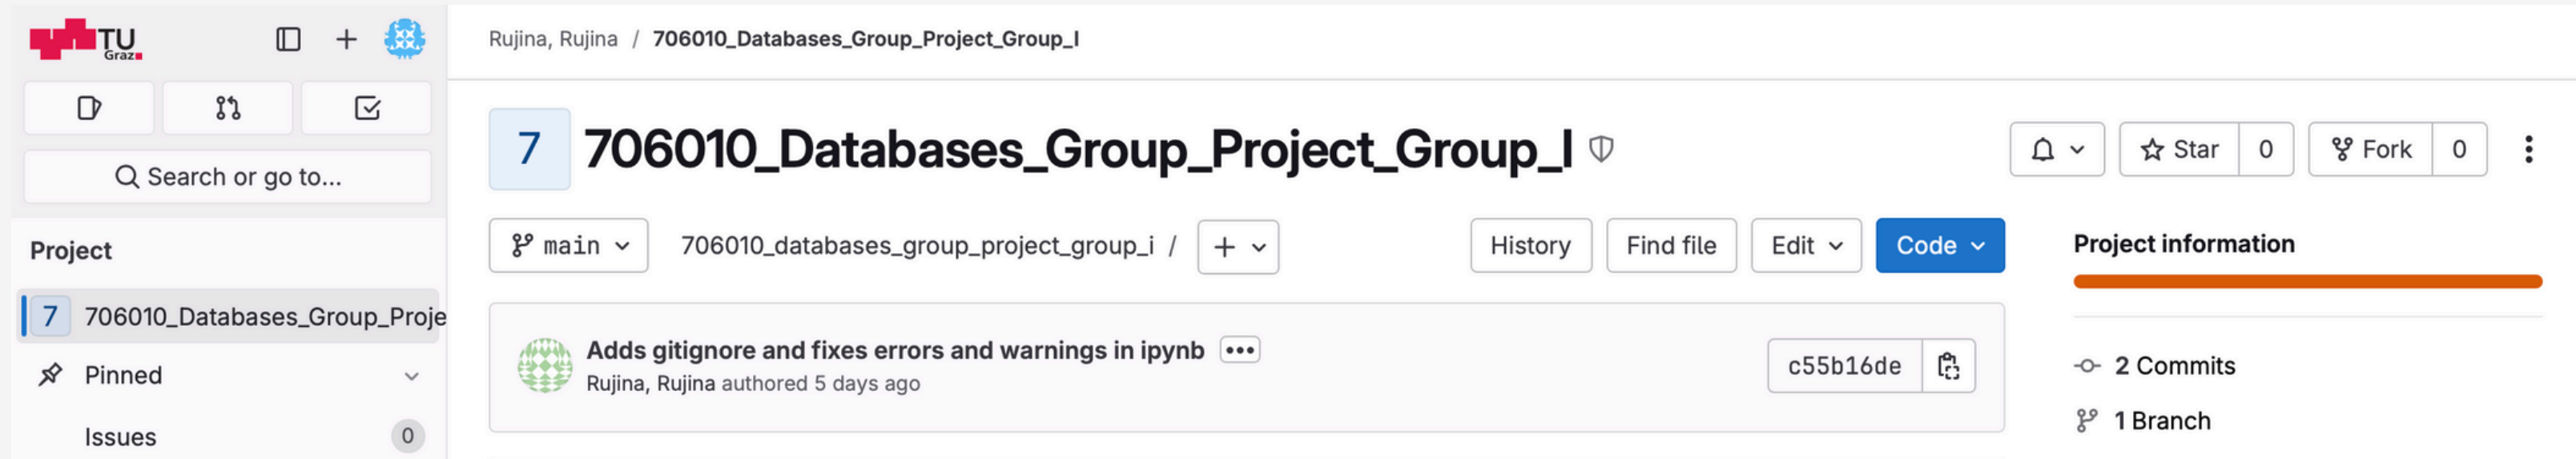 TU
Graz
Rujina, Rujina / 706010_Databases_Group_Project_Group_I
Search or go to...
7 706010_Databases_Group_Project_Group_I
Star 0 Fork 0
main 706010_databases_group_project_group_i / +
History Find file Edit Code
Project
7 706010_Databases_Group_Proje
Pinned
Issues 0
Adds gitignore and fixes errors and warnings in ipynb
Rujina, Rujina authored 5 days ago
c55b16de
Project information
2 Commits
1 Branch